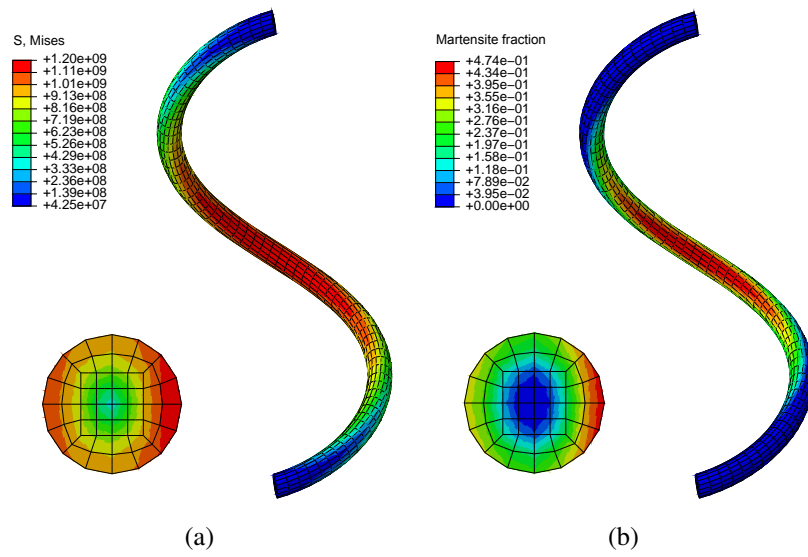 S, Mises
+1.20e+09
+1.11e+09
+1.01e+09
+9.13e+08
+8.16e+08
+7.19e+08
+6.23e+08
+5.26e+08
+4.29e+08
+3.33e+08
+2.36e+08
+1.39e+08
+4.25e+07
Martensite fraction
+4.74e−01
+4.34e−01
+3.95e−01
+3.55e−01
+3.16e−01
+2.76e−01
+2.37e−01
+1.97e−01
+1.58e−01
+1.18e−01
+7.89e−02
+3.95e−02
+0.00e+00
(a)
(b)